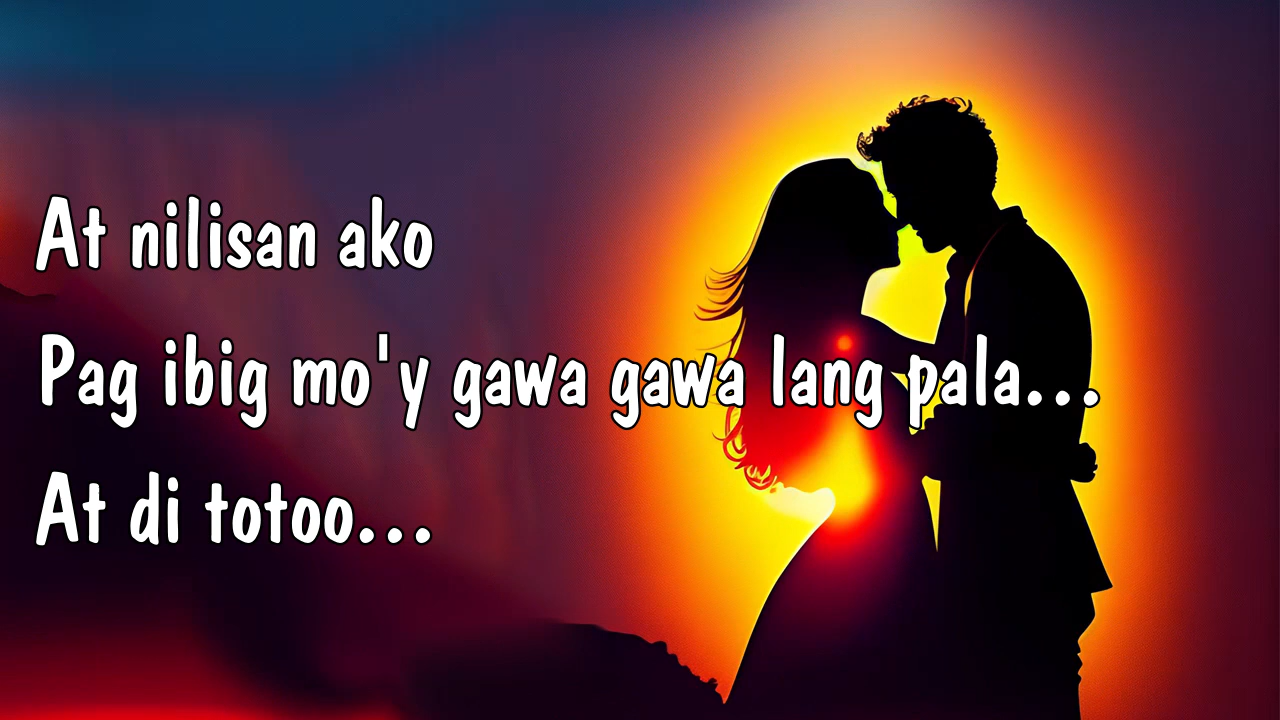 At nilisan ako
Pag ibig mo'y gawa gawa lang pala...
At di totoo...